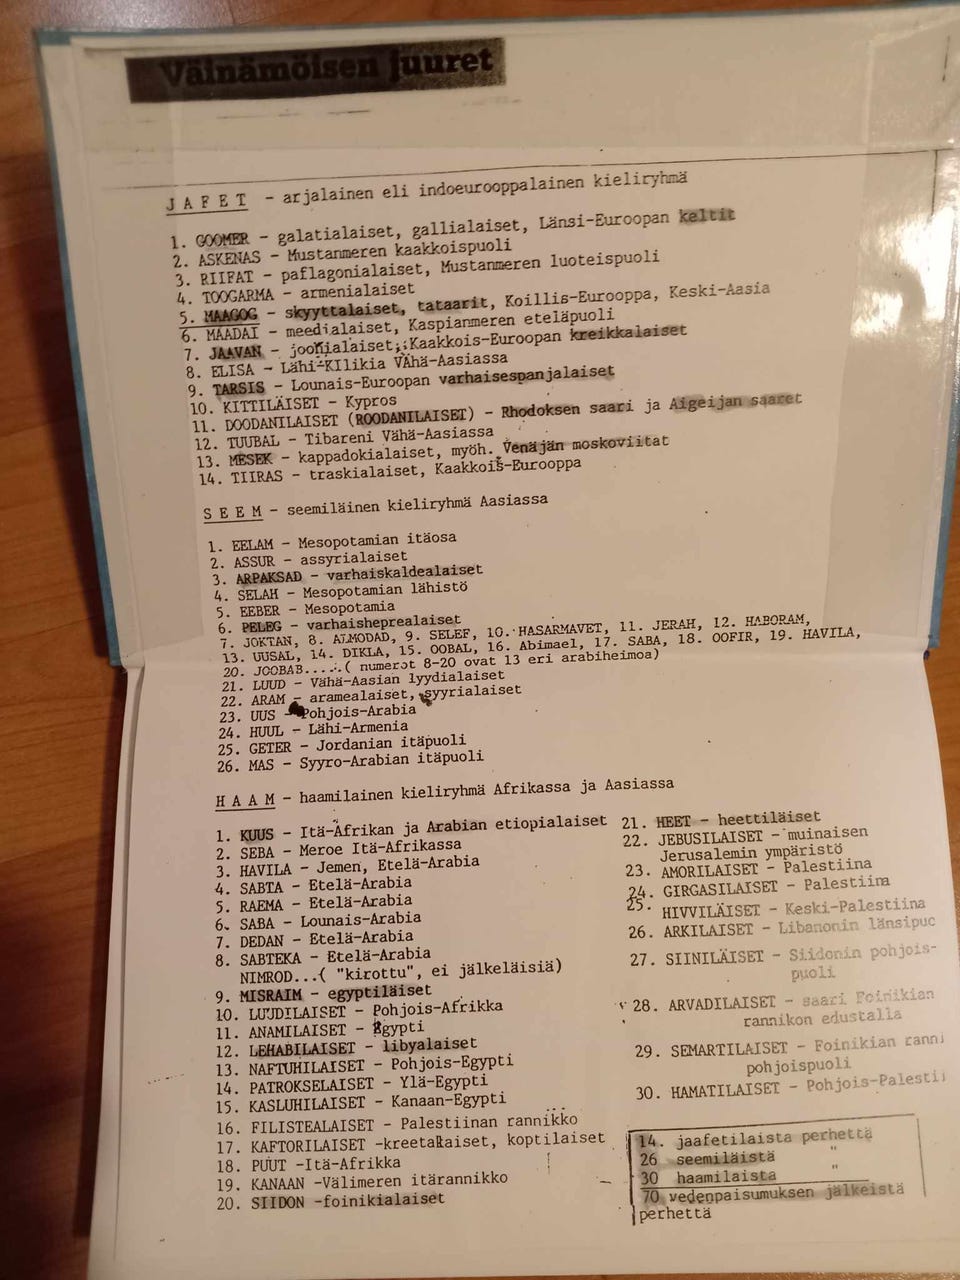 Väinämöisen juuret
JAFET - arjalainen eli indoeurooppalainen kieliryhmä
1. GOOMER - galatialaiset, gallialaiset, Länsi-Euroopan keltit
2. ASKENAS - Mustanmeren kaakkoispuoli
3. RIIFAT - paflagonialaiset, Mustanmeren luoteispuoli
4. TOOGARMA - armenialaiset
5. MAAGOG - skyyttalaiset, tataarit, Koillis-Eurooppa, Keski-Aasia
6. MAADAI - meedialaiset, Kaspianmeren eteläpuoli
7. JAAVAN - joonialaiset, Kaakkois-Euroopan kreikkalaiset
8. ELISA - Lähi-KIlikia Vähä-Aasiassa
9. TARSIS - Lounais-Euroopan varhaisespanjalaiset
10. KITTILÄISET - Kypros
11. DOODANILAISET (ROODANILAISET) - Rhodoksen saari ja Aigeijan saaret
12. TUUBAL - Tibareni Vähä-Aasiassa
13. MESEK - kappadokialaiset, myöh. Venäjän moskoviitat
14. TIIRAS - traskialaiset, Kaakkois-Eurooppa
SEEM - seemiläinen kieliryhmä Aasiassa
1. EELAM - Mesopotamian itäosa
2. ASSUR - assyrialaiset
3. ARPAKSAD - varhaiskaldealaiset
4. SELAH - Mesopotamian lähistö
5. EEBER - Mesopotamia
6. PELEG - varhaisheprealaiset
7. JOKTAN, 8. ALMODAD, 9. SELEF, 10. HASARMAVET, 11. JERAH, 12. HABORAM,
13. UUSAL, 14. DIKLA, 15. OOBAL, 16. Abimael, 17. SABA, 18. OOFIR, 19. HAVILA,
20. JOOBAB.....( numerot 8-20 ovat 13 eri arabiheimoa)
21. LUUD - Vähä-Aasian lyydialaiset
22. ARAM - aramealaiset, syyrialaiset
23. UUS - Pohjois-Arabia
24. HUUL - Lähi-Armenia
25. GETER - Jordanian itäpuoli
26. MAS - Syyro-Arabian itäpuoli
HAAM - haamilainen kieliryhmä Afrikassa ja Aasiassa
1. KUUS - Itä-Afrikan ja Arabian etiopialaiset
2. SEBA - Meroe Itä-Afrikassa
3. HAVILA - Jemen, Etelä-Arabia
4. SABTA - Etelä-Arabia
5. RAEMA - Etelä-Arabia
6. SABA - Lounais-Arabia
7. DEDAN - Etelä-Arabia
8. SABTEKA - Etelä-Arabia
NIMROD...( "kirottu", ei jälkeläisiä)
9. MISRAIM - egyptiläiset
10. LUUDILAISET - Pohjois-Afrikka
11. ANAMILAISET - Egypti
12. LEHABILAISET - libyalaiset
13. NAFTUHILAISET - Pohjois-Egypti
14. PATROKSELAISET - Ylä-Egypti
15. KASLUHILAISET - Kanaan-Egypti
16. FILISTEALAISET - Palestiinan rannikko
17. KAFTORILAISET -kreetalaiset, koptilaiset
18. PUUT -Itä-Afrikka
19. KANAAN -Välimeren itärannikko
20. SIIDON -foinikialaiset
21. HEET - heettiläiset
22. JEBUSILAISET - muinaisen
Jerusalemin ympäristö
23. AMORILAISET - Palestiina
24. GIRGASILAISET - Palestiina
25. HIVVILÄISET - Keski-Palestiina
26. ARKILAISET - Libanonin länsipuo
27. SIINILÄISET - Siidonin pohjois-
puoli
28. ARVADILAISET - saari Foinikian
rannikon edustalla
29. SEMARTILAISET - Foinikian ranni
pohjoispuoli
30. HAMATILAISET - Pohjois-Palestii
14. jaafetilaista perhettä
26 seemiläistä "
30 haamilaista "
70 vedenpaisumuksen jälkeistä
perhettä